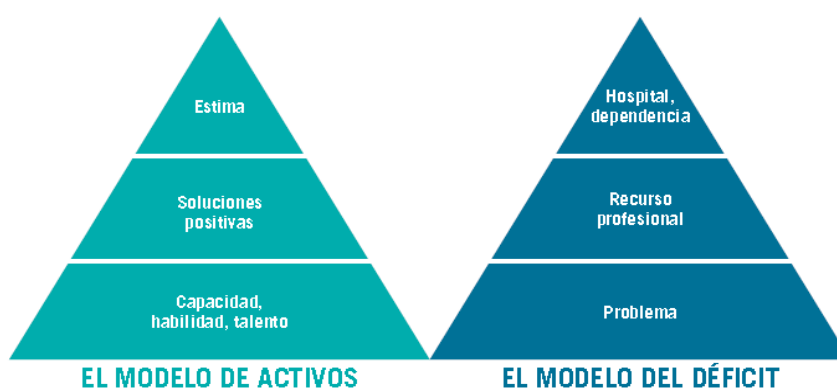 Estima
Soluciones
positivas
Capacidad,
habilidad, talento
EL MODELO DE ACTIVOS
Hospital,
dependencia
Recurso
profesional
Problema
EL MODELO DEL DÉFICIT